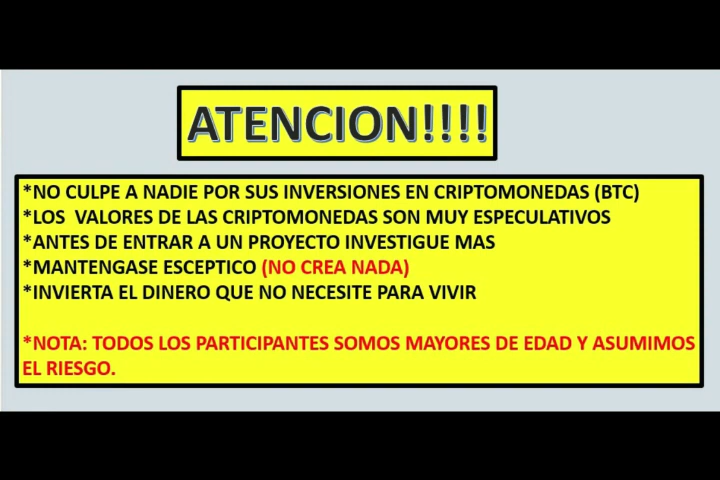 ATENCION!!!!
*NO CULPE A NADIE POR SUS INVERSIONES EN CRIPTOMONEDAS (BTC)
*LOS VALORES DE LAS CRIPTOMONEDAS SON MUY ESPECULATIVOS
*ANTES DE ENTRAR A UN PROYECTO INVESTIGUE MAS
*MANTENGASE ESCEPTICO (NO CREA NADA)
*INVIERTA EL DINERO QUE NO NECESITE PARA VIVIR
*NOTA: TODOS LOS PARTICIPANTES SOMOS MAYORES DE EDAD Y ASUMIMOS
EL RIESGO.